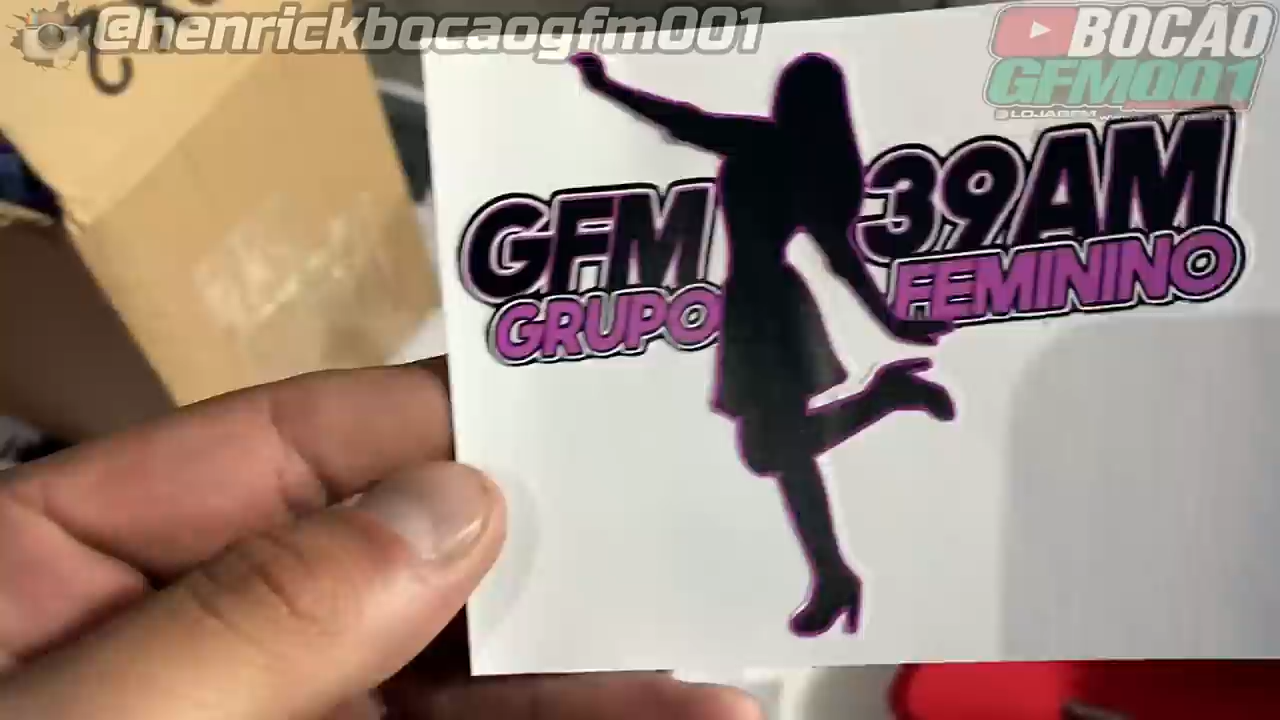 @henrickbocaogfm001
BOCAO
GFM001
GFM
GRUPO
39AM
FEMININO